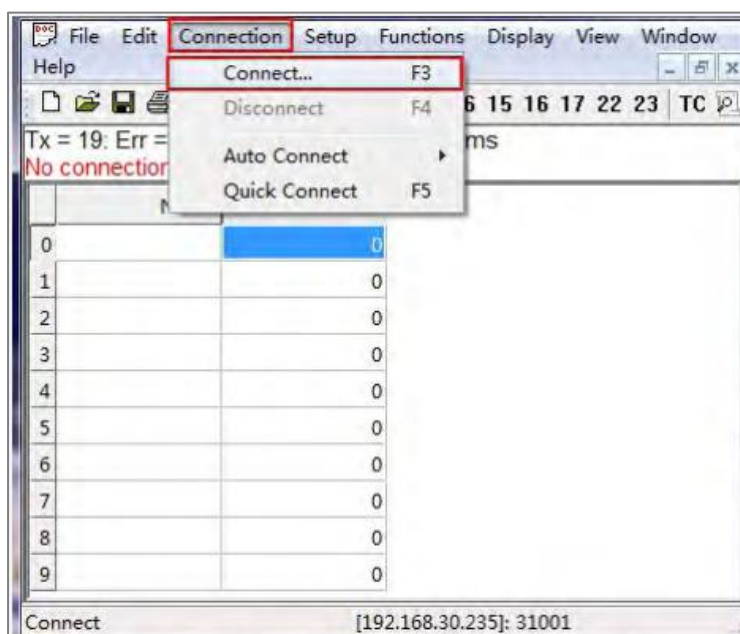 File Edit Connection Setup Functions Display View Window
Help
Connect... F3
Disconnect F4
Auto Connect
Quick Connect F5
6 15 16 17 22 23 TC
Tx = 19: Err = ms
No connection
0 0
1 0
2 0
3 0
4 0
5 0
6 0
7 0
8 0
9 0
Connect [192.168.30.235]: 31001